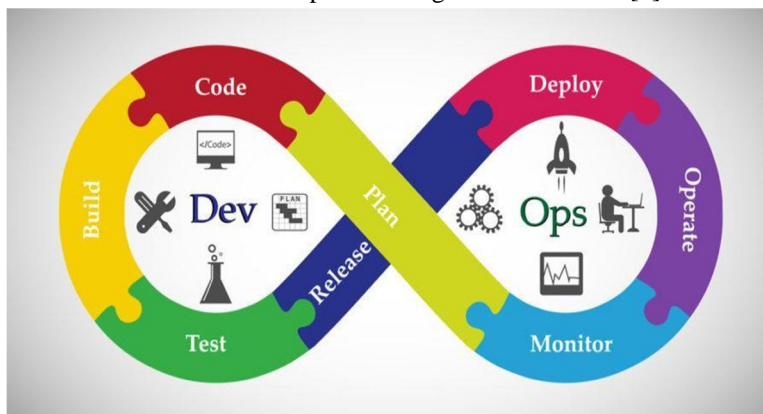 Code
Deploy
</Code>
PLAN
Build
Dev
Plan
Ops
Operate
Release
Test
Monitor